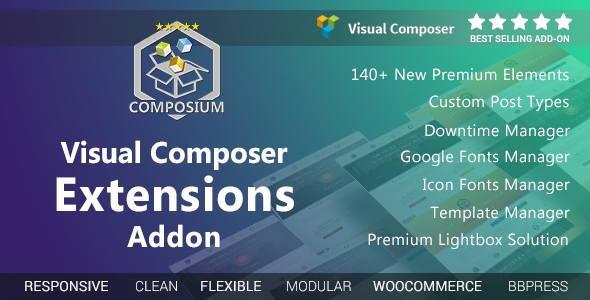 Visual Composer
BEST SELLING ADD-ON
COMPOSIUM
Visual Composer
Extensions
Addon
140+ New Premium Elements
Custom Post Types
Downtime Manager
Google Fonts Manager
Icon Fonts Manager
Template Manager
Premium Lightbox Solution
RESPONSIVE CLEAN FLEXIBLE MODULAR WOOCOMMERCE BBPRESS